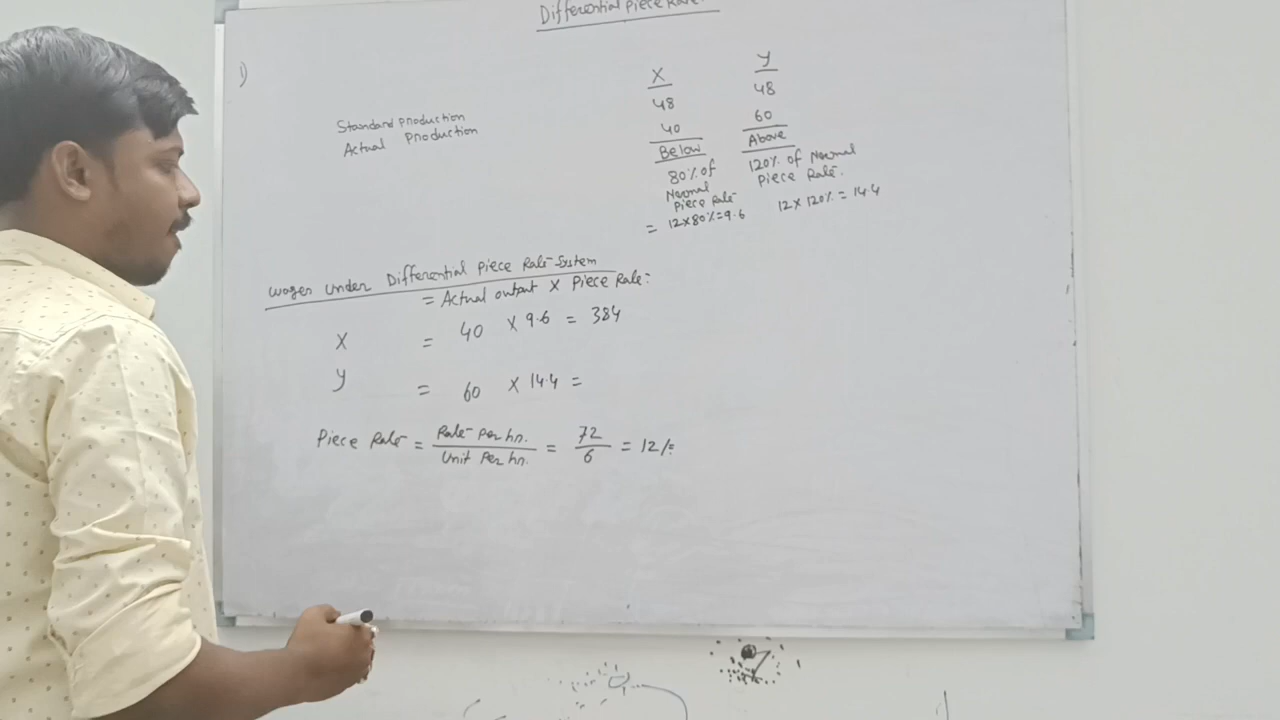 Differential Piece Rate
1)
X Y
48 48
Standard production
Actual Production 40 60
Below Above
80% of Normal Piece Rate 120% of Normal Piece Rate.
= 12x80%=9.6 12 x 120% = 14.4
Wages Under Differential Piece Rate System
= Actual output x Piece Rate:
X = 40 x 9.6 = 384
Y = 60 x 14.4 =
Piece Rate = Rate Per hr. / Unit Per hr. = 72 / 6 = 12/=